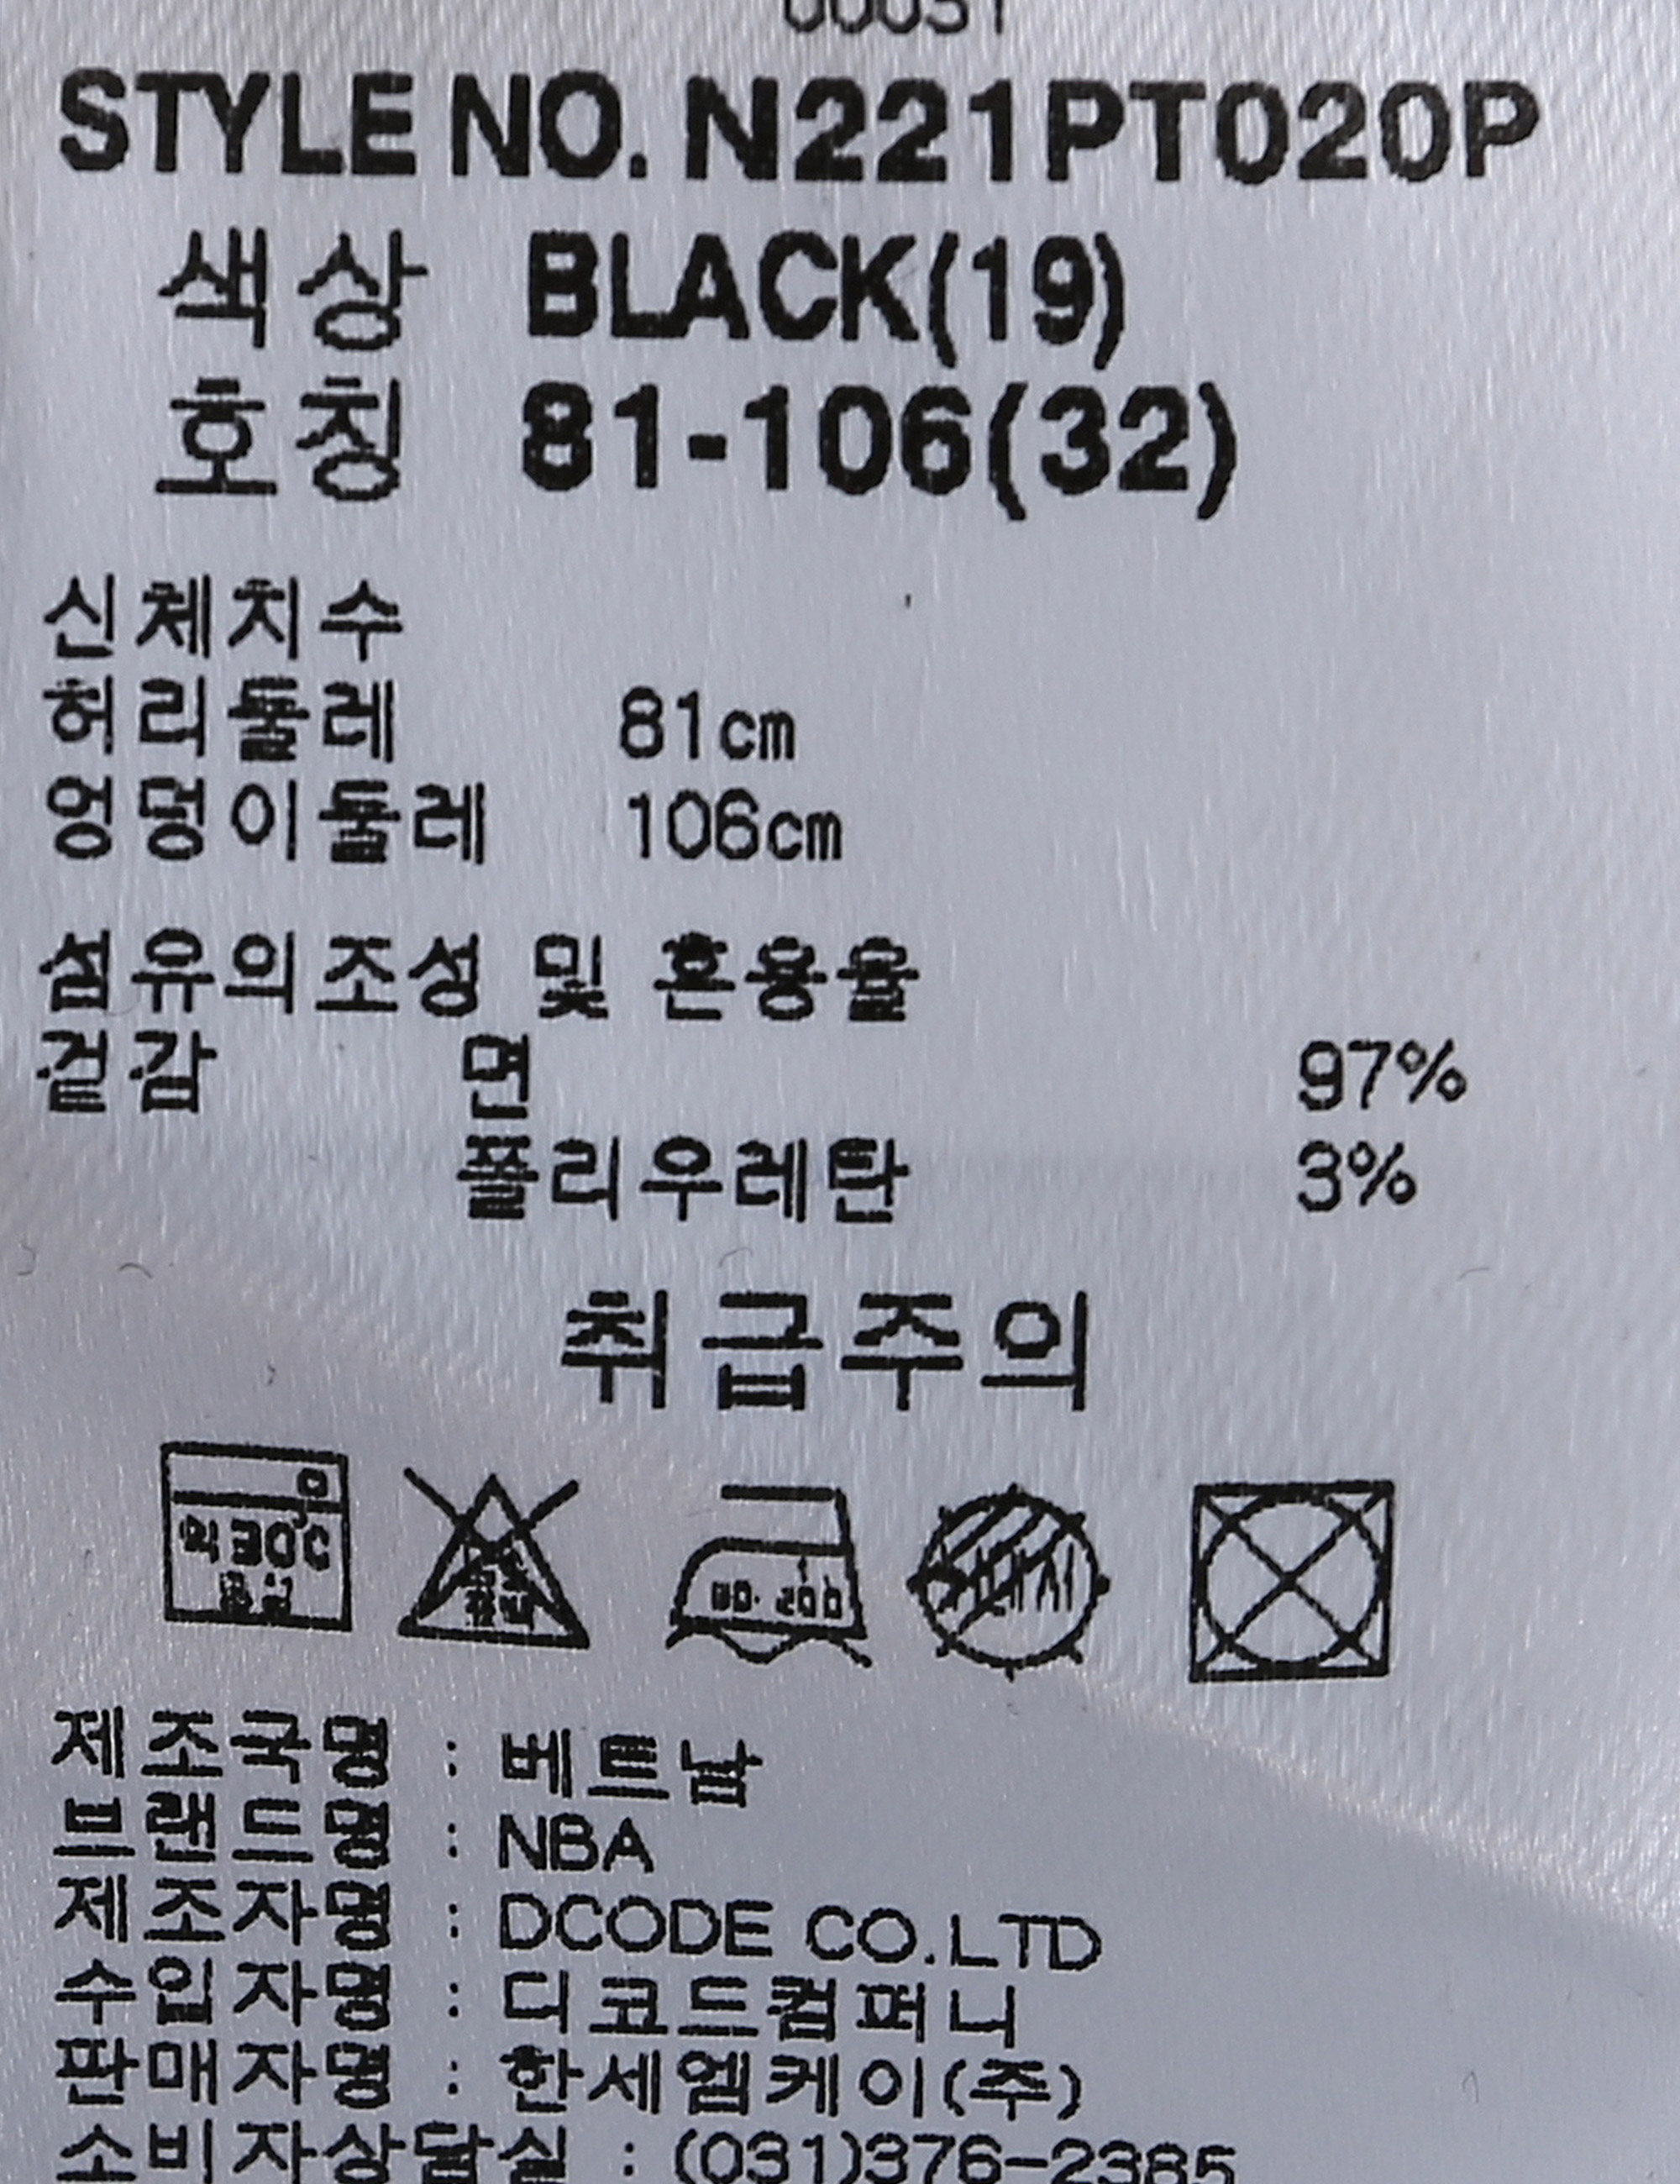 00031
STYLE NO. N221PT020P
색상 BLACK(19)
호칭 81-106(32)
신체치수
허리둘레 81cm
엉덩이둘레 106cm
섬유의조성 및 혼용율
겉감 면 97%
폴리우레탄 3%
취급주의
약 30℃
중성
제조국명 : 베트남
브랜드명 : NBA
제조자명 : DCODE CO.LTD
수입자명 : 디코드컴퍼니
판매자명 : 한세엠케이(주)
소비자상담실 : (031)376-2385